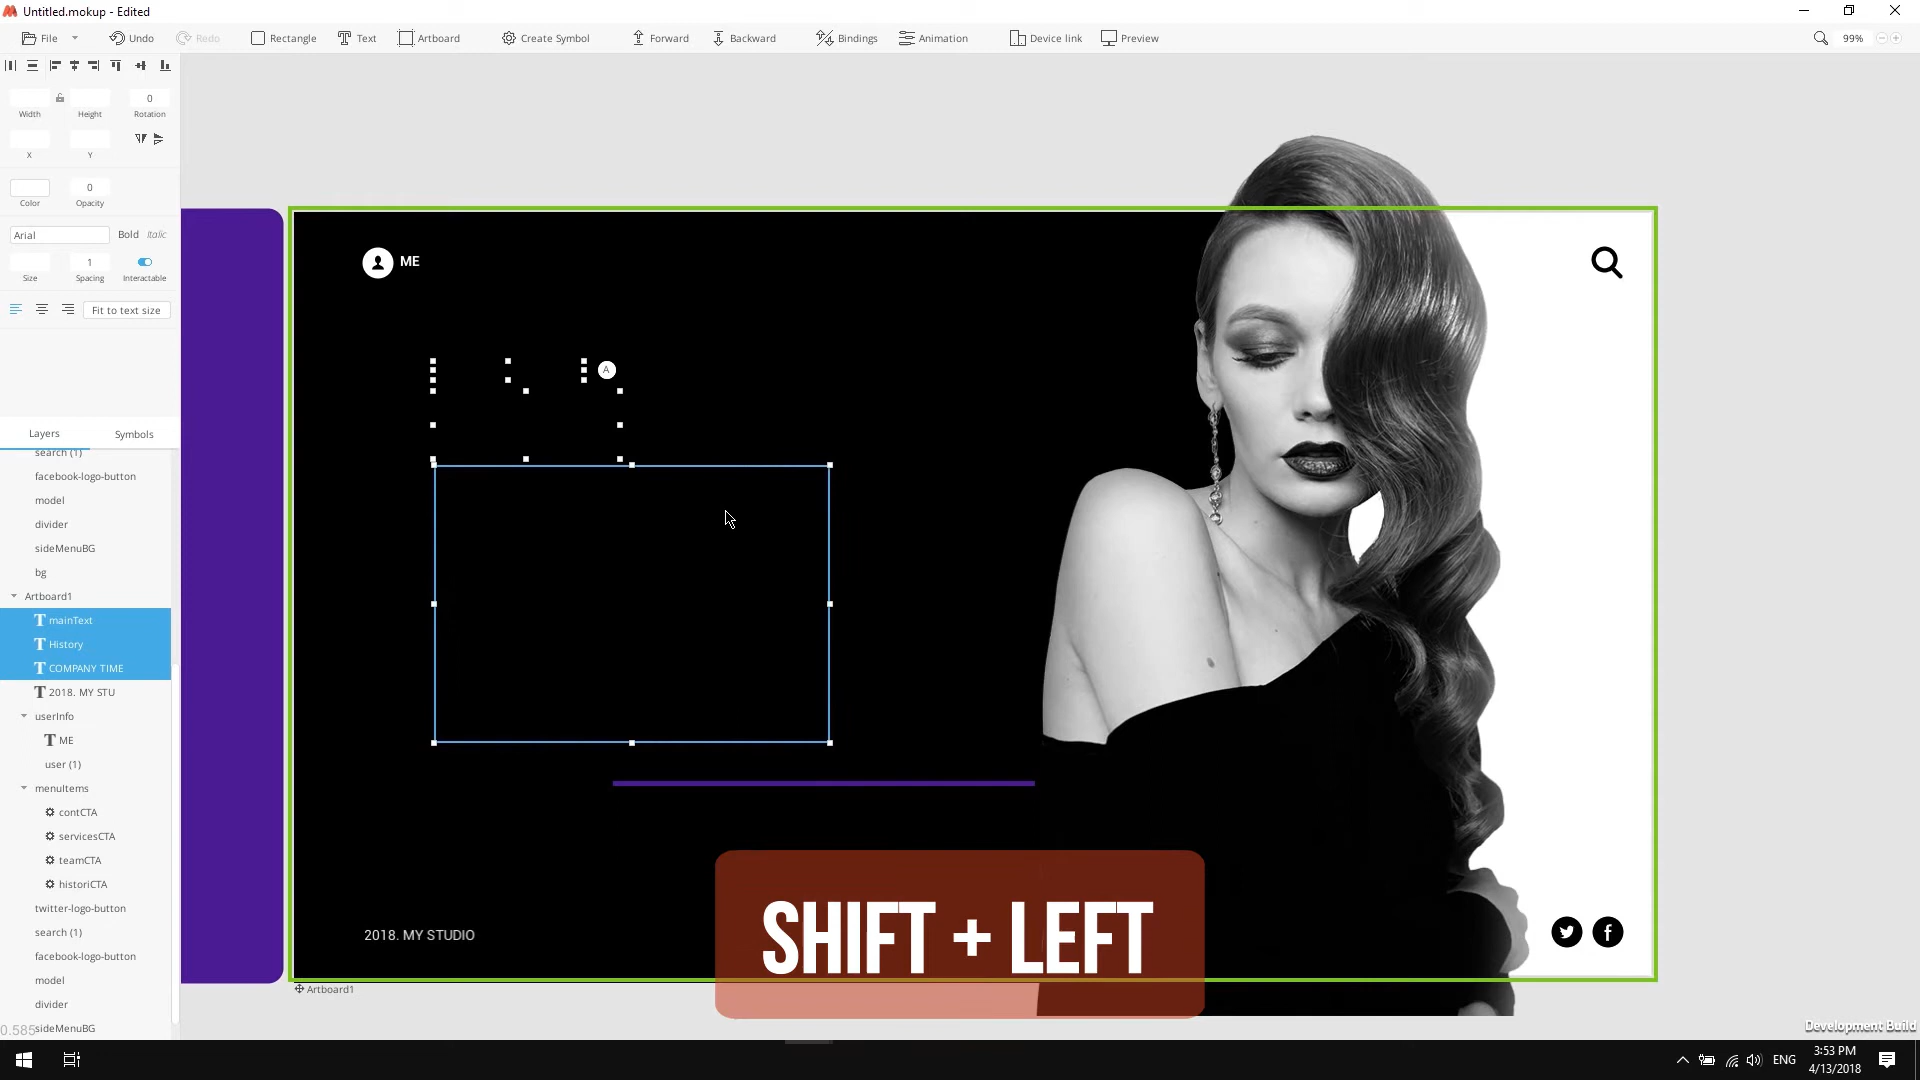 Untitled.mokup - Edited
File
Undo
Redo
Rectangle
Text
Artboard
Create Symbol
Forward
Backward
Bindings
Animation
Device link
Preview
99%
0
Width
Height
Rotation
X
Y
0
Color
Opacity
Arial
Bold
Italic
1
Size
Spacing
Interactable
Fit to text size
Layers
Symbols
search (1)
facebook-logo-button
model
divider
sideMenuBG
bg
Artboard1
mainText
History
COMPANY TIME
2018. MY STU
userInfo
ME
user (1)
menuItems
contCTA
servicesCTA
teamCTA
historiCTA
twitter-logo-button
search (1)
facebook-logo-button
model
divider
sideMenuBG
0.585
ME
A
2018. MY STUDIO
SHIFT + LEFT
Artboard1
Development Build
ENG
3:53 PM
4/13/2018